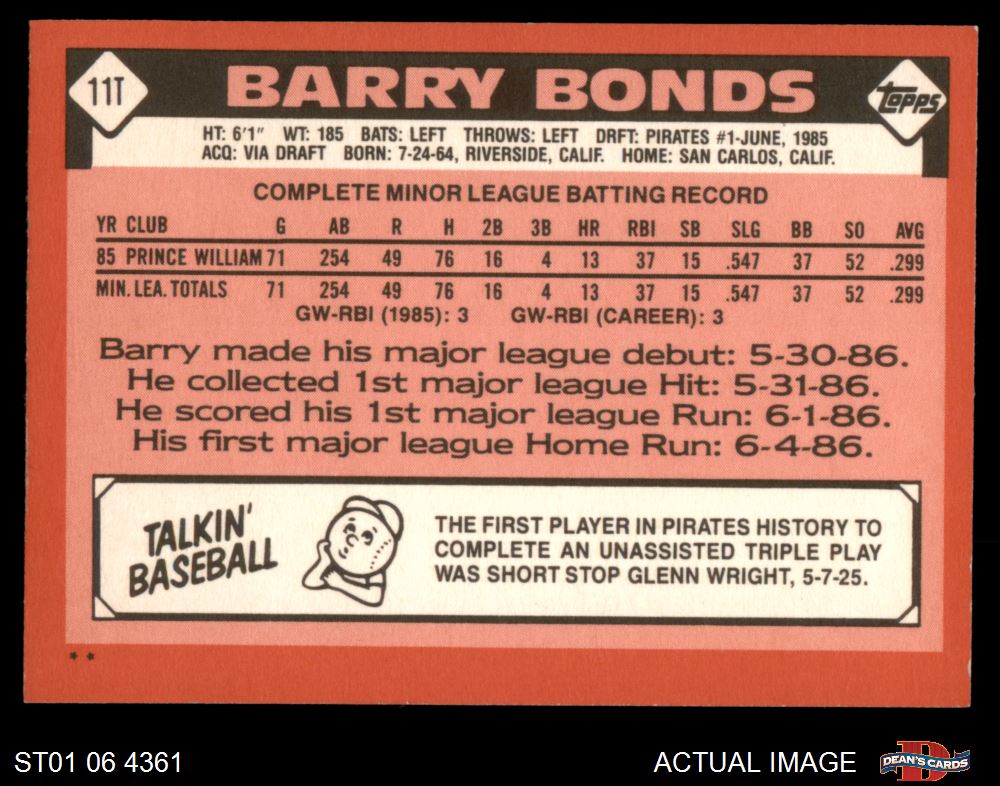 11T
BARRY BONDS
Topps
HT: 6'1" WT: 185 BATS: LEFT THROWS: LEFT DRFT: PIRATES #1-JUNE, 1985
ACQ: VIA DRAFT BORN: 7-24-64, RIVERSIDE, CALIF. HOME: SAN CARLOS, CALIF.
COMPLETE MINOR LEAGUE BATTING RECORD
YR CLUB G AB R H 2B 3B HR RBI SB SLG BB SO AVG
85 PRINCE WILLIAM 71 254 49 76 16 4 13 37 15 .547 37 52 .299
MIN. LEA. TOTALS 71 254 49 76 16 4 13 37 15 .547 37 52 .299
GW-RBI (1985): 3 GW-RBI (CAREER): 3
Barry made his major league debut: 5-30-86.
He collected 1st major league Hit: 5-31-86.
He scored his 1st major league Run: 6-1-86.
His first major league Home Run: 6-4-86.
TALKIN'
BASEBALL
THE FIRST PLAYER IN PIRATES HISTORY TO
COMPLETE AN UNASSISTED TRIPLE PLAY
WAS SHORT STOP GLENN WRIGHT, 5-7-25.
* *
ST01 06 4361
ACTUAL IMAGE
D
DEAN'S CARDS